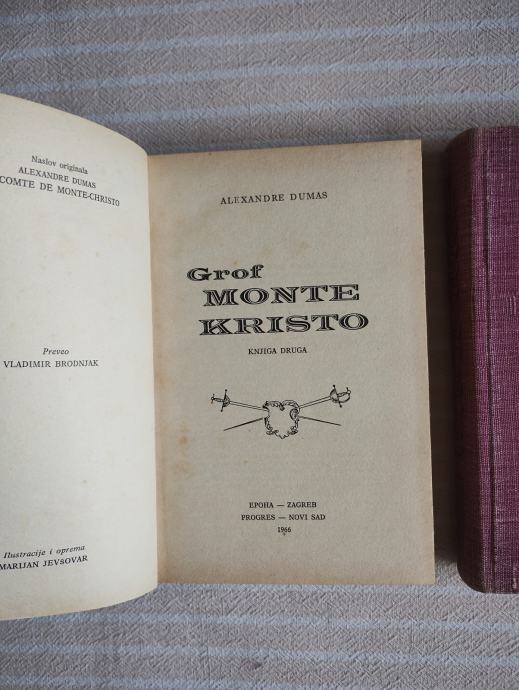 Naslov originala
ALEXANDRE DUMAS
COMTE DE MONTE-CHRISTO
Preveo
VLADIMIR BRODNJAK
Ilustracije i oprema
MARIJAN JEVSOVAR
ALEXANDRE DUMAS
Grof
MONTE
KRISTO
KNJIGA DRUGA
EPOHA — ZAGREB
PROGRES — NOVI SAD
1966